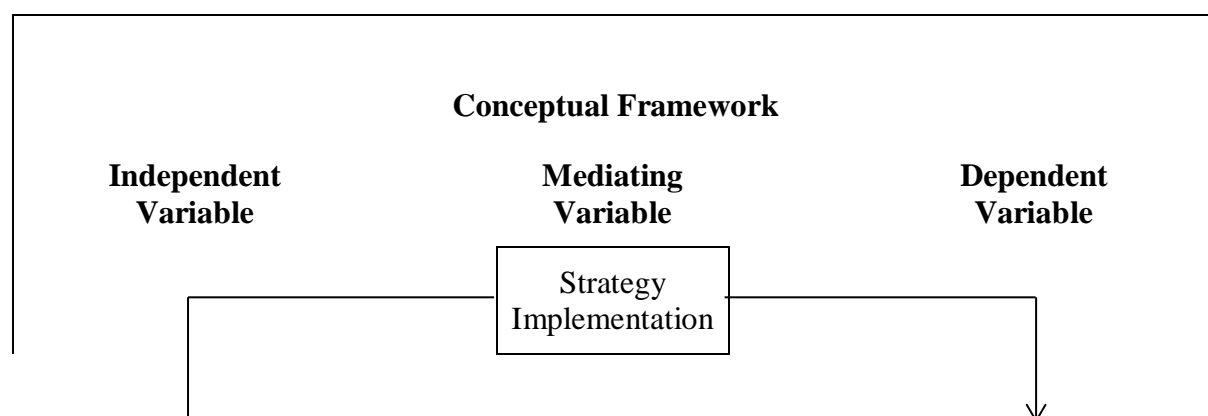 Conceptual Framework
Independent
Variable
Mediating
Variable
Dependent
Variable
Strategy
Implementation